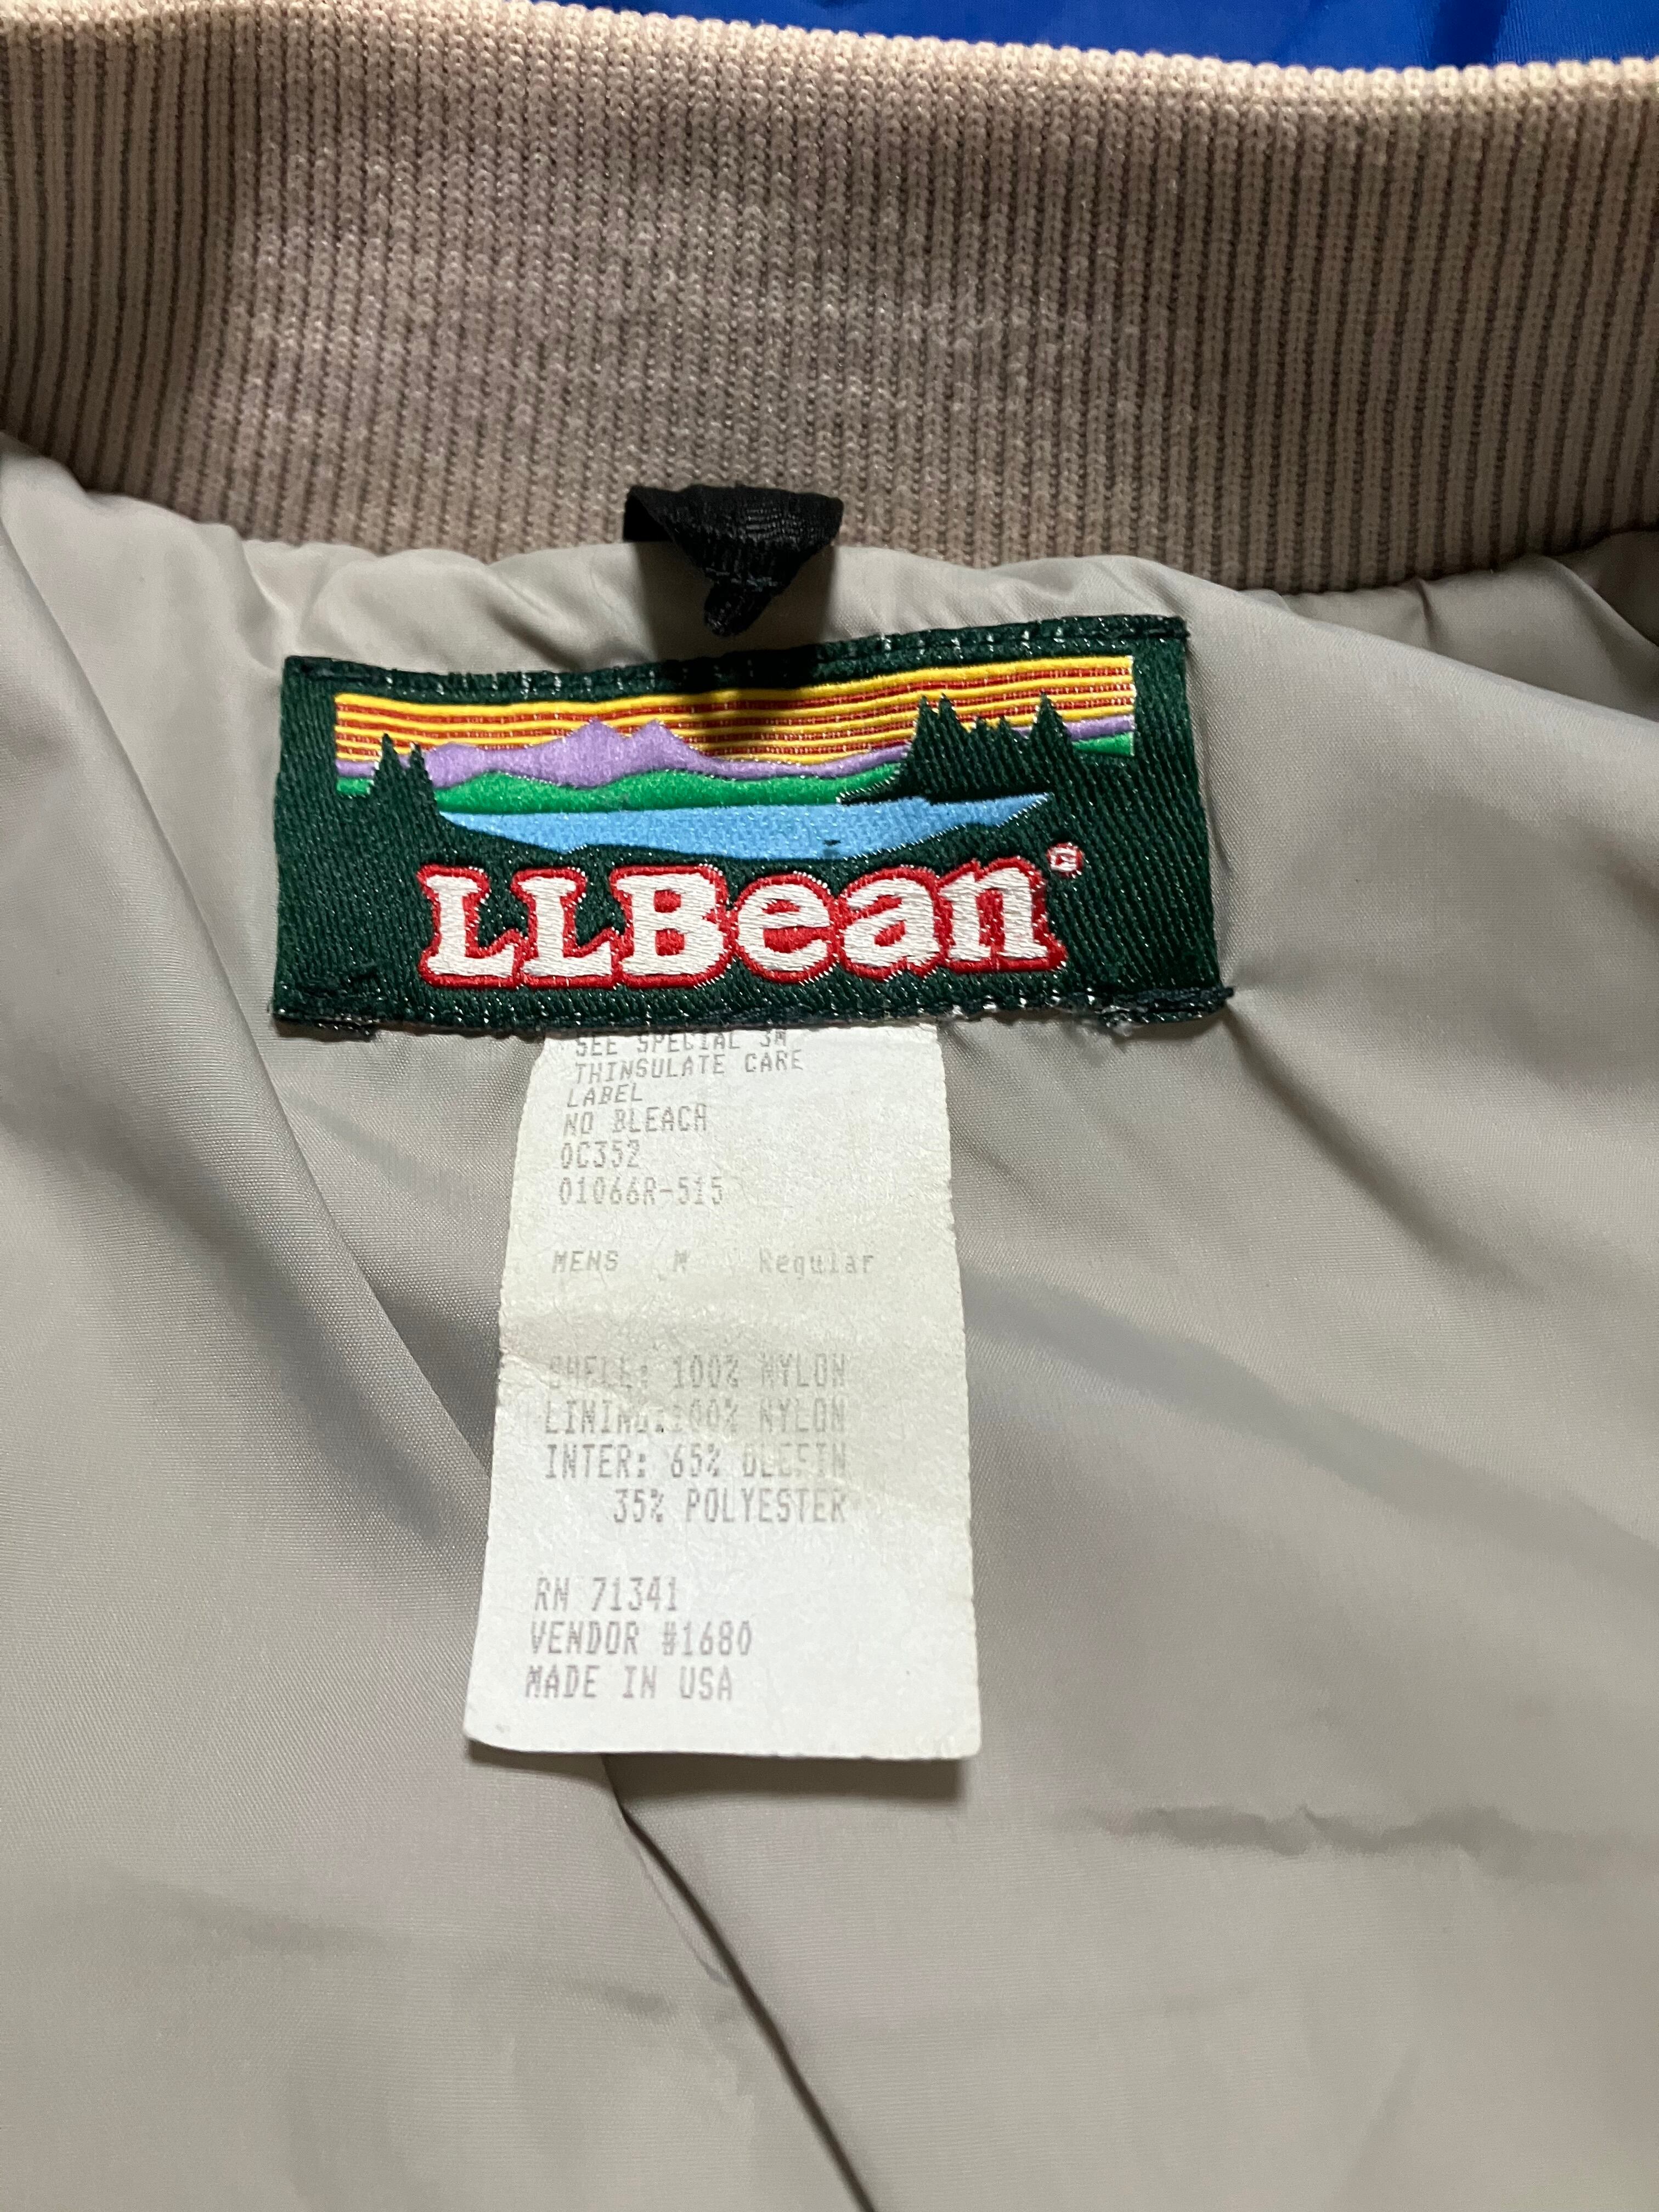 LLBean®
SEE SPECIAL 3M
THINSULATE CARE
LABEL
NO BLEACH
0C352
01066R-515
MENS M Regular
SHELL: 100% NYLON
LINING:100% NYLON
INTER: 65% OLEFIN
35% POLYESTER
RN 71341
VENDOR #1680
MADE IN USA